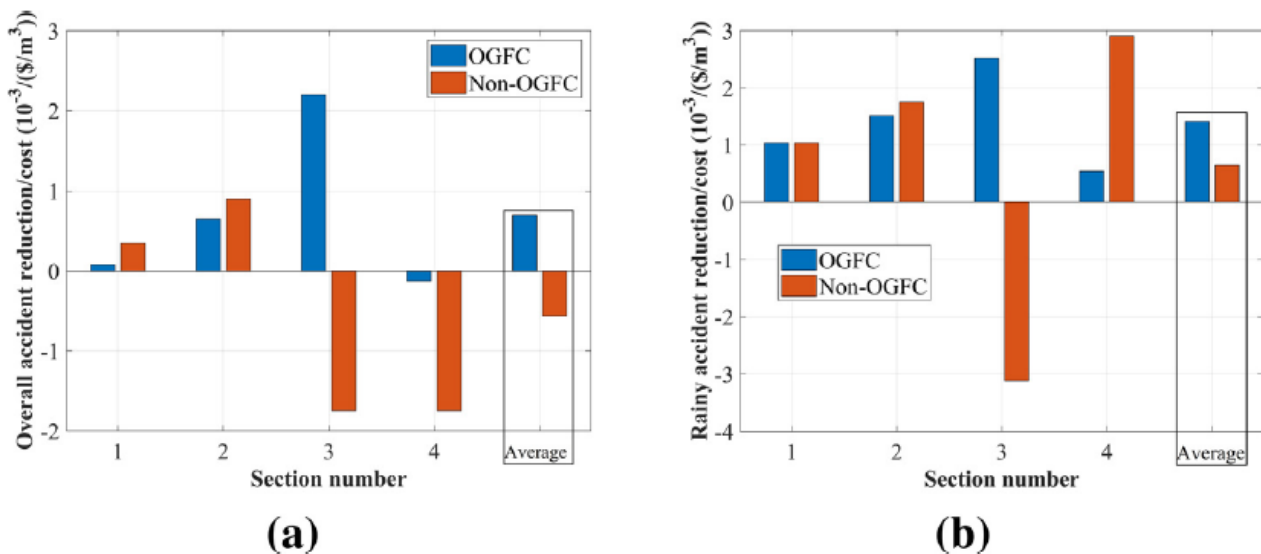 Overall accident reduction/cost (10⁻³/($/m³))
3
2
1
0
-1
-2
OGFC
Non-OGFC
1 2 3 4 Average
Section number
(a)
Rainy accident reduction/cost (10⁻³/($/m³))
3
2
1
0
-1
-2
-3
-4
OGFC
Non-OGFC
1 2 3 4 Average
Section number
(b)